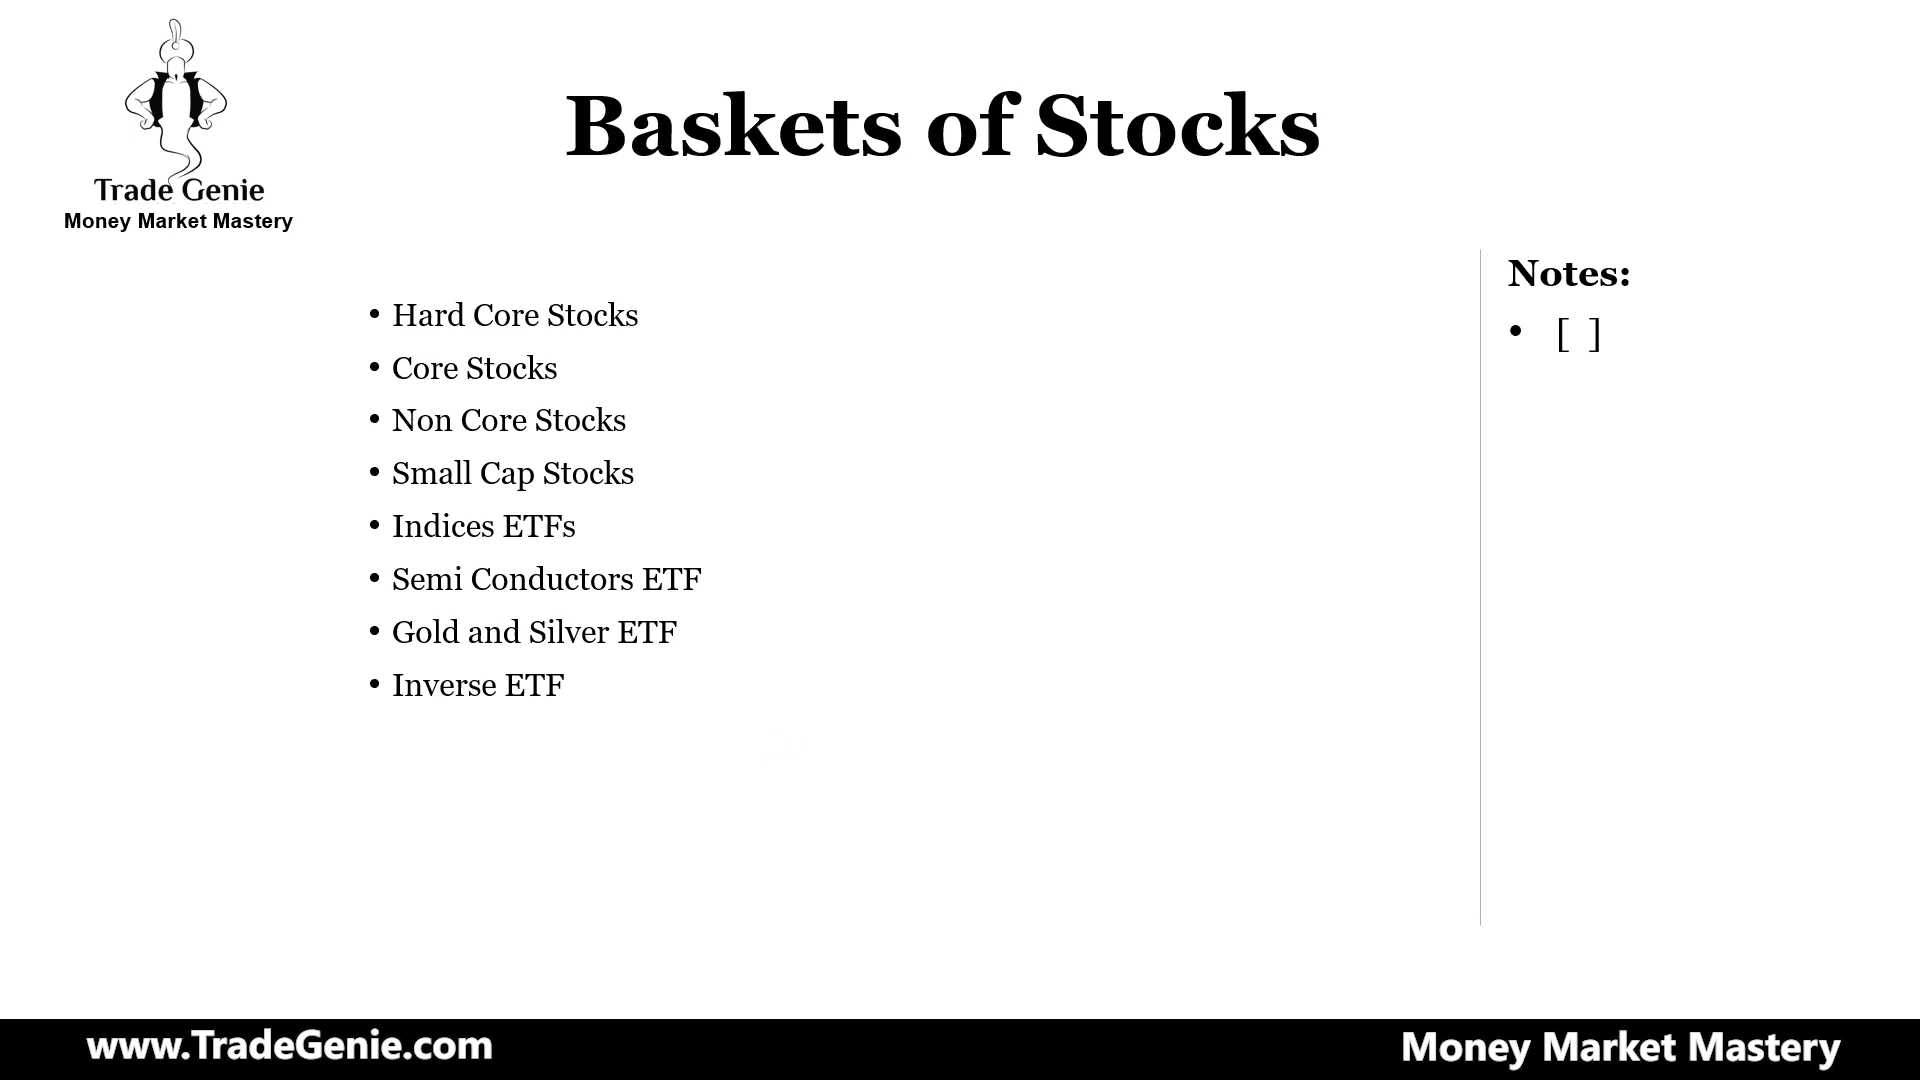 Trade Genie
Money Market Mastery
Baskets of Stocks
• Hard Core Stocks
• Core Stocks
• Non Core Stocks
• Small Cap Stocks
• Indices ETFs
• Semi Conductors ETF
• Gold and Silver ETF
• Inverse ETF
Notes:
• [ ]
www.TradeGenie.com
Money Market Mastery